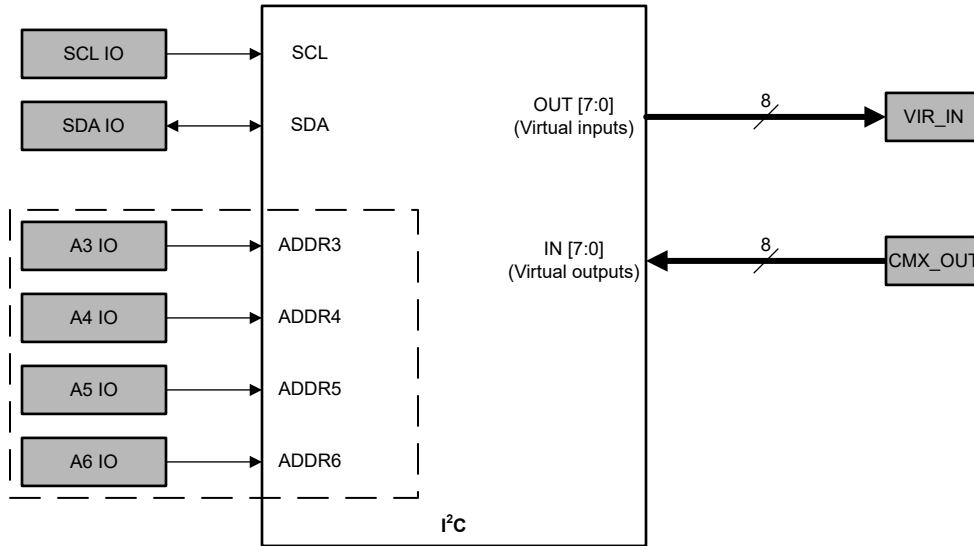 SCL IO
SCL
SDA IO
SDA
OUT [7:0]
(Virtual inputs)
8
VIR_IN
A3 IO
ADDR3
IN [7:0]
(Virtual outputs)
8
CMX_OUT
A4 IO
ADDR4
A5 IO
ADDR5
A6 IO
ADDR6
I²C